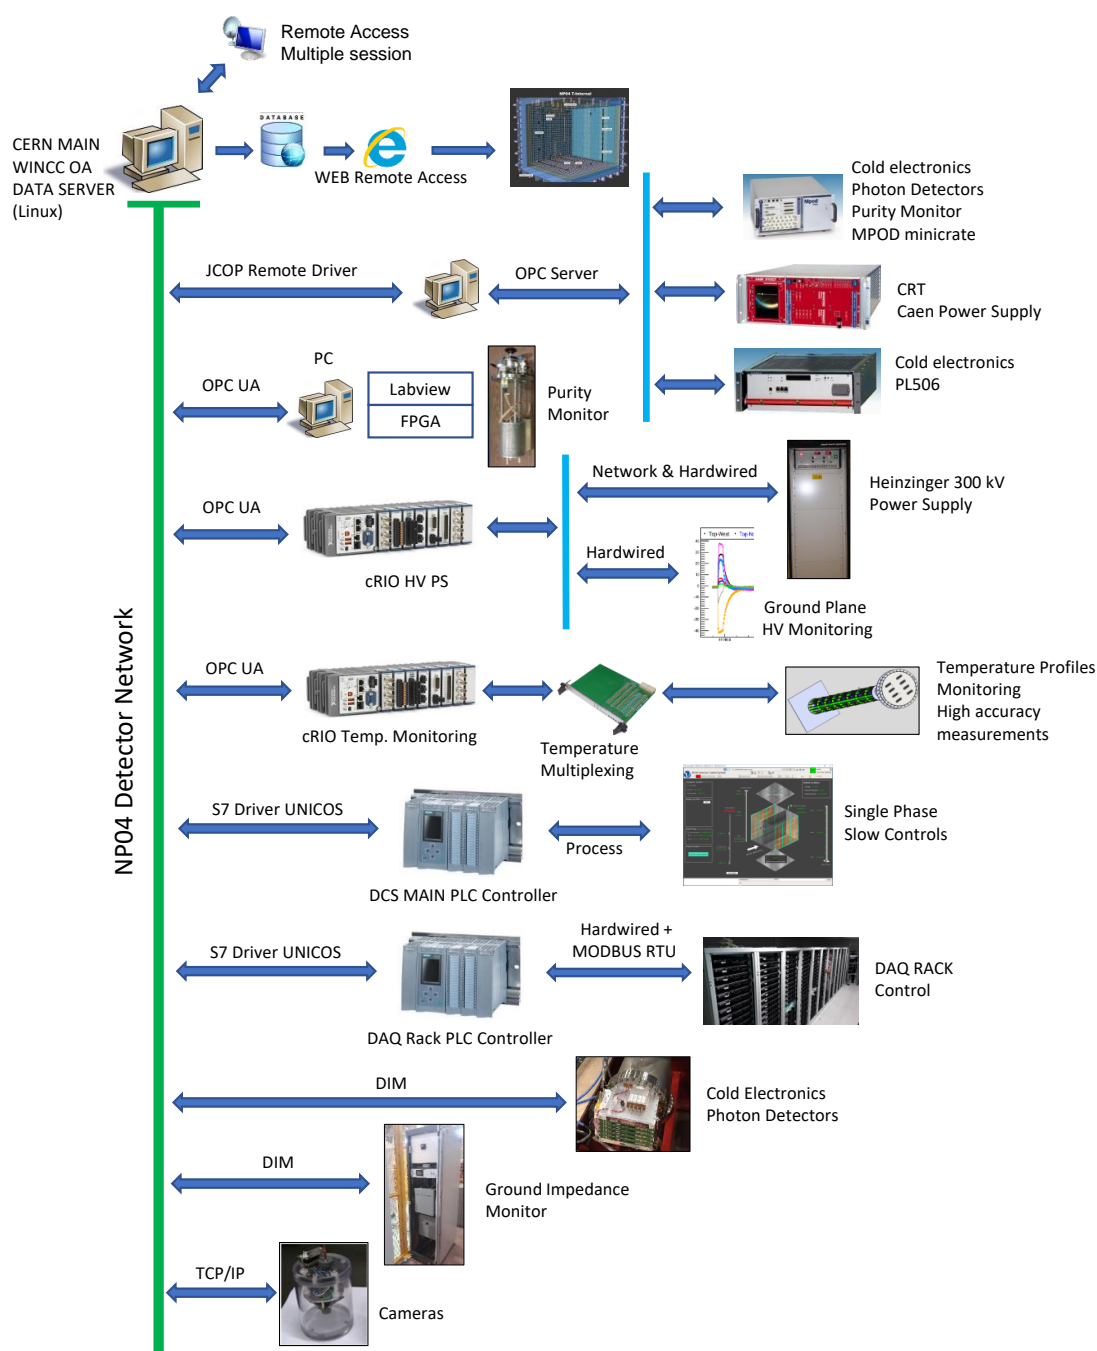 Remote Access
Multiple session
CERN MAIN
WINCC OA
DATA SERVER
(Linux)
DATABASE
WEB Remote Access
NP04 T-Internal
Cold electronics
Photon Detectors
Purity Monitor
MPOD minicrate
Mpod
JCOP Remote Driver
OPC Server
CRT
Caen Power Supply
OPC UA
PC
Labview
FPGA
Purity
Monitor
Cold electronics
PL506
OPC UA
cRIO HV PS
Network & Hardwired
Heinzinger 300 kV
Power Supply
Hardwired
Top-West
Ground Plane
HV Monitoring
NP04 Detector Network
OPC UA
cRIO Temp. Monitoring
Temperature
Multiplexing
Temperature Profiles
Monitoring
High accuracy
measurements
S7 Driver UNICOS
DCS MAIN PLC Controller
Process
Single Phase
Slow Controls
S7 Driver UNICOS
DAQ Rack PLC Controller
Hardwired +
MODBUS RTU
DAQ RACK
Control
DIM
Cold Electronics
Photon Detectors
DIM
Ground Impedance
Monitor
TCP/IP
Cameras